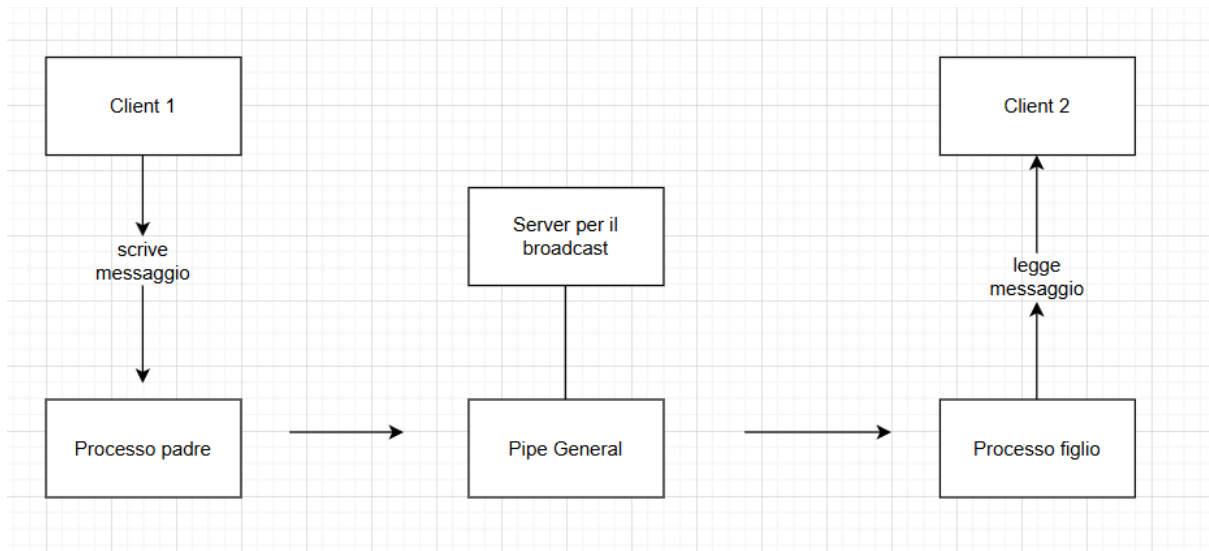 Client 1
Client 2
Server per il
broadcast
scrive
messaggio
legge
messaggio
Processo padre
Pipe General
Processo figlio